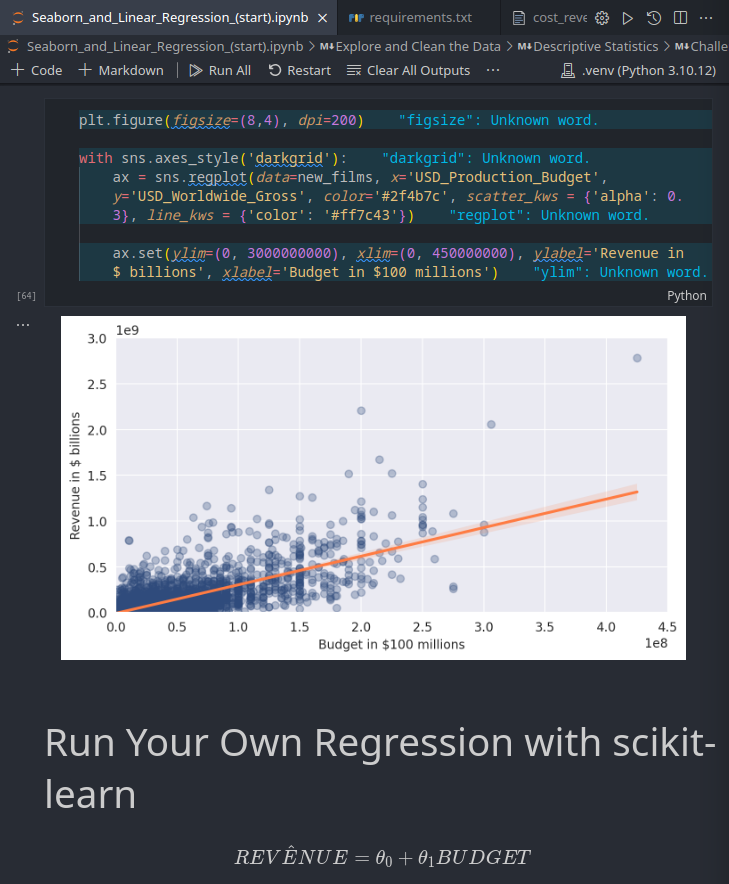 Seaborn_and_Linear_Regression_(start).ipynb requirements.txt cost_reve
Seaborn_and_Linear_Regression_(start).ipynb > M↓Explore and Clean the Data > M↓Descriptive Statistics > M↓Challe
+ Code + Markdown Run All Restart Clear All Outputs ··· .venv (Python 3.10.12)
plt.figure(figsize=(8,4), dpi=200) "figsize": Unknown word.
with sns.axes_style('darkgrid'): "darkgrid": Unknown word.
ax = sns.regplot(data=new_films, x='USD_Production_Budget',
y='USD_Worldwide_Gross', color='#2f4b7c', scatter_kws = {'alpha': 0.
3}, line_kws = {'color': '#ff7c43'}) "regplot": Unknown word.
ax.set(ylim=(0, 3000000000), xlim=(0, 450000000), ylabel='Revenue in
$ billions', xlabel='Budget in $100 millions') "ylim": Unknown word.
[64]
Python
···
1e9
3.0
2.5
2.0
1.5
1.0
0.5
0.0
Revenue in $ billions
0.0 0.5 1.0 1.5 2.0 2.5 3.0 3.5 4.0 4.5
Budget in $100 millions
1e8
Run Your Own Regression with scikit-
learn
REVÊNUE = θ₀ + θ₁BUDGET